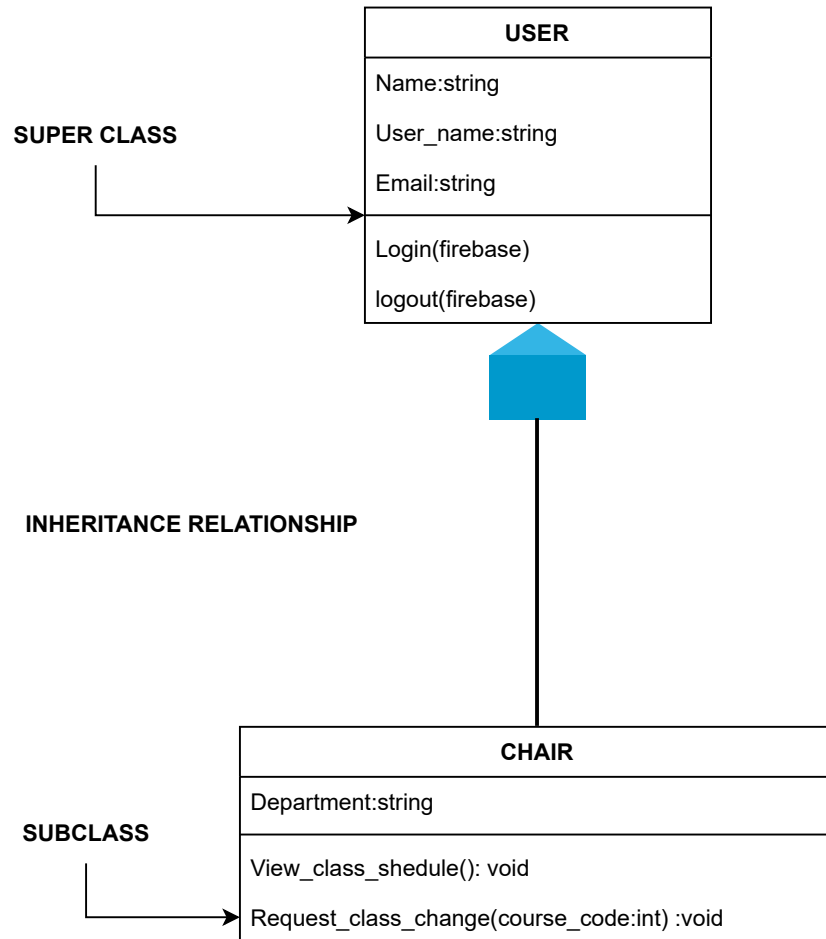 USER
Name:string
User_name:string
SUPER CLASS
Email:string
Login(firebase)
logout(firebase)
INHERITANCE RELATIONSHIP
CHAIR
Department:string
SUBCLASS
View_class_shedule(): void
Request_class_change(course_code:int) :void